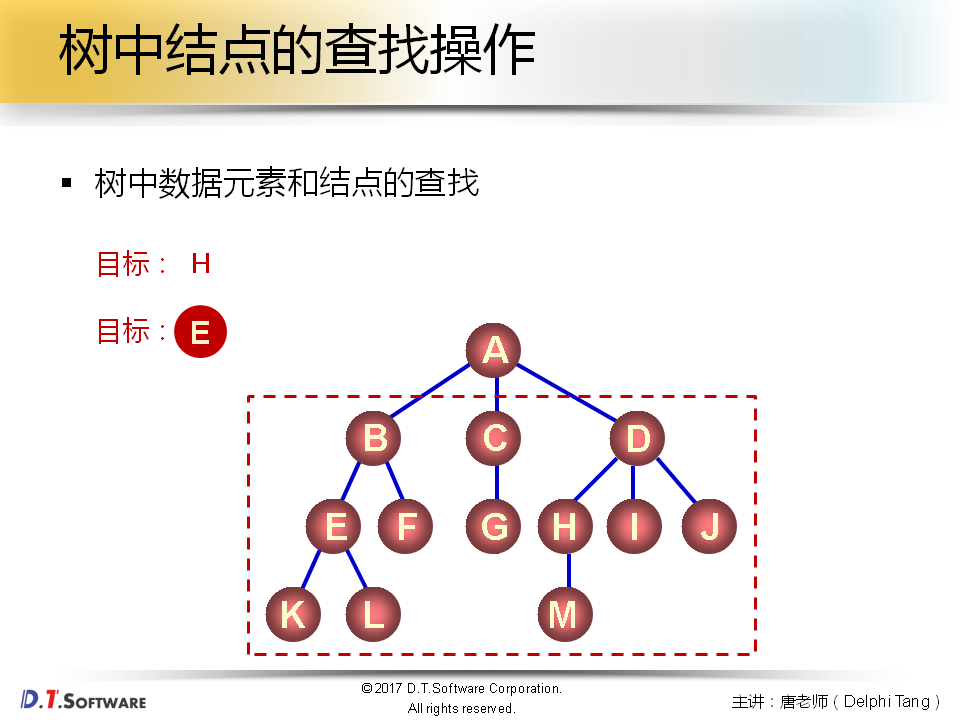 树中结点的查找操作
▪ 树中数据元素和结点的查找
目标： H
目标： E
A
B C D
E F G H I J
K L M
D.T.SOFTWARE
©2017 D.T.Software Corporation.
All rights reserved.
主讲：唐老师（Delphi Tang）